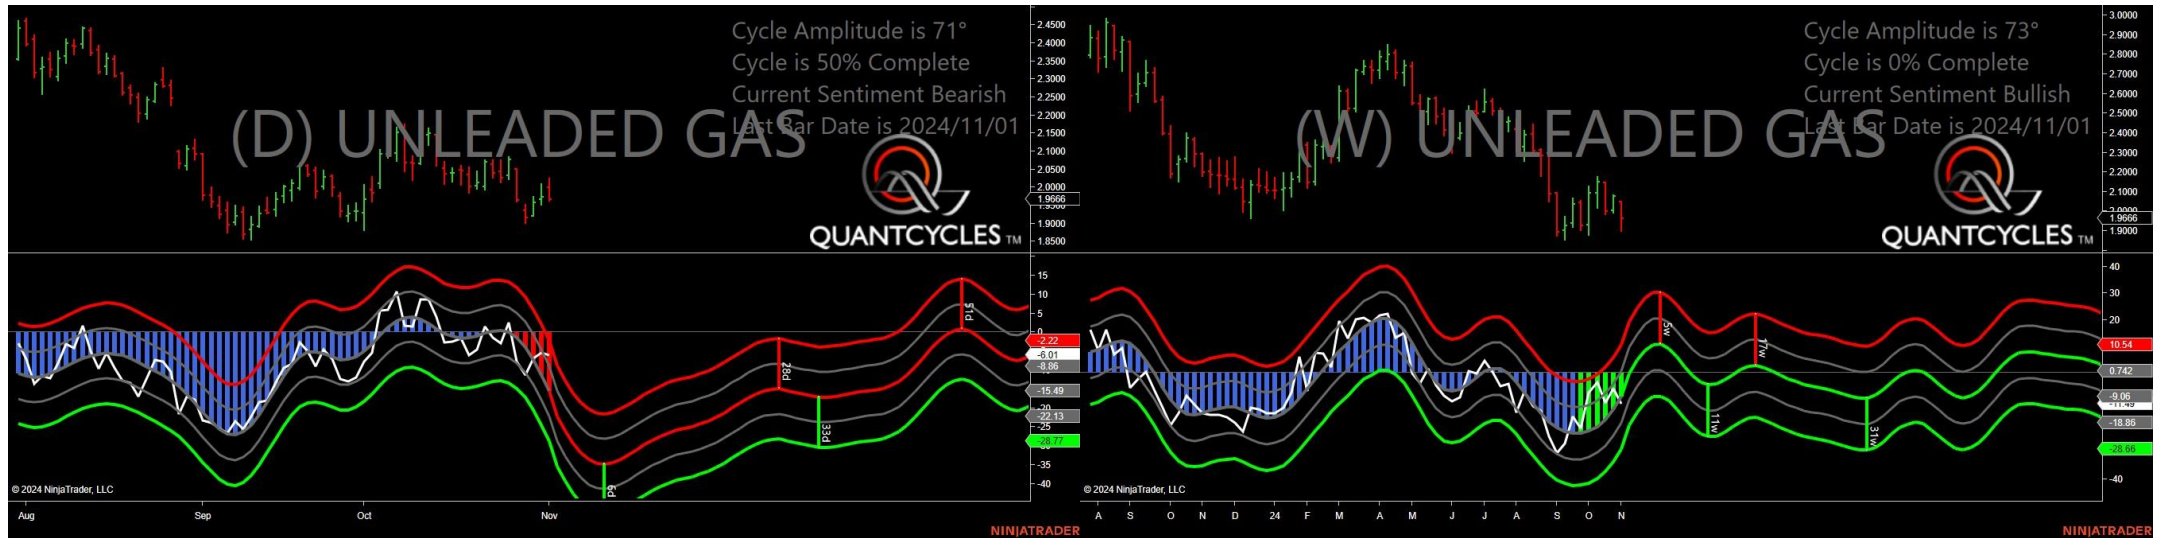 Cycle Amplitude is 71°
Cycle is 50% Complete
Current Sentiment Bearish
Last Bar Date is 2024/11/01
(D) UNLEADED GAS
QUANTCYCLES TM
2.4500
2.4000
2.3500
2.3000
2.2500
2.2000
2.1500
2.1000
2.0500
2.0000
1.9666
1.9000
1.8500
51d
28d
33d
6d
15
10
5
0
-2.22
-6.01
-8.86
-15.49
-20
-22.13
-25
-28.77
-35
-40
© 2024 NinjaTrader, LLC
Aug Sep Oct Nov
NINJATRADER
Cycle Amplitude is 73°
Cycle is 0% Complete
Current Sentiment Bullish
Last Bar Date is 2024/11/01
(W) UNLEADED GAS
QUANTCYCLES TM
3.0000
2.9000
2.8000
2.7000
2.6000
2.5000
2.4000
2.3000
2.2000
2.1000
2.0000
1.9666
1.9000
5w
17w
11w
31w
40
30
20
10.54
0.742
-9.06
-11.49
-18.86
-28.66
-40
© 2024 NinjaTrader, LLC
A S O N D 24 F M A M J J A S O N
NINJATRADER